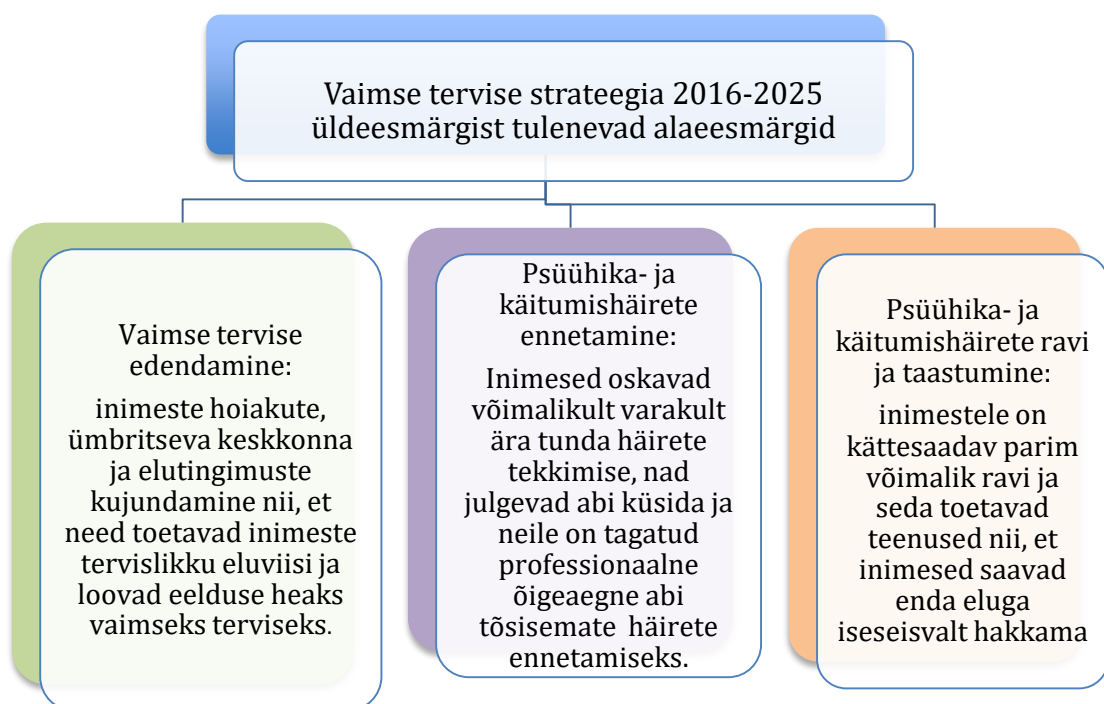 Vaimse tervise strateegia 2016-2025
üldeesmärgist tulenevad alaeesmärgid
Vaimse tervise
edendamine:
inimeste hoiakute,
ümbritseva keskkonna
ja elutingimuste
kujundamine nii, et
need toetavad inimeste
tervislikku eluviisi ja
loovad eelduse heaks
vaimseks terviseks.
Psüühika- ja
käitumishäirete
ennetamine:
Inimesed oskavad
võimalikult varakult
ära tunda häirete
tekkimise, nad
julgevad abi küsida ja
neile on tagatud
professionaalne
õigeaegne abi
tõsisemate häirete
ennetamiseks.
Psüühika- ja
käitumishäirete ravi
ja taastumine:
inimestele on
kättesaadav parim
võimalik ravi ja
seda toetavad
teenused nii, et
inimesed saavad
enda eluga
iseseisvalt hakkama